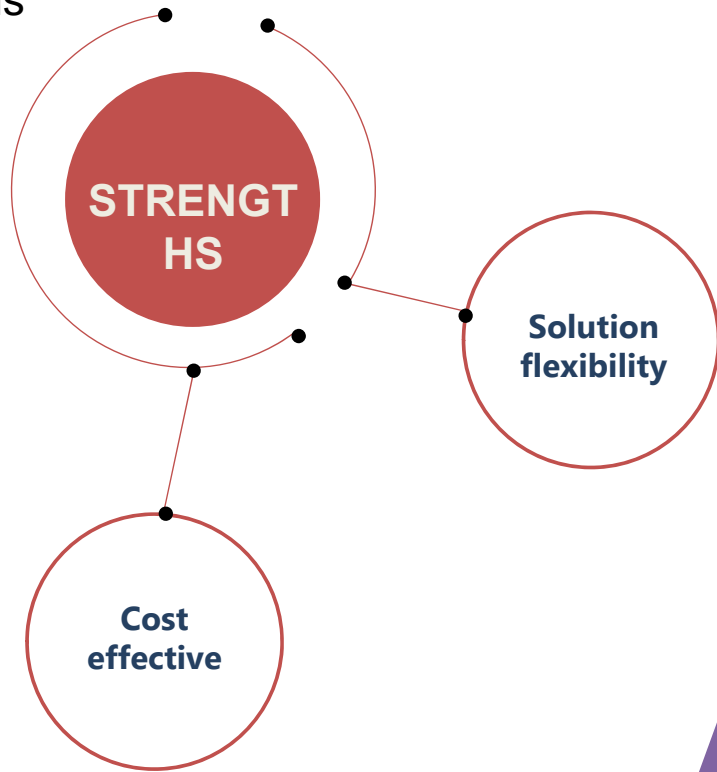 STRENGT
HS
Solution
flexibility
Cost
effective